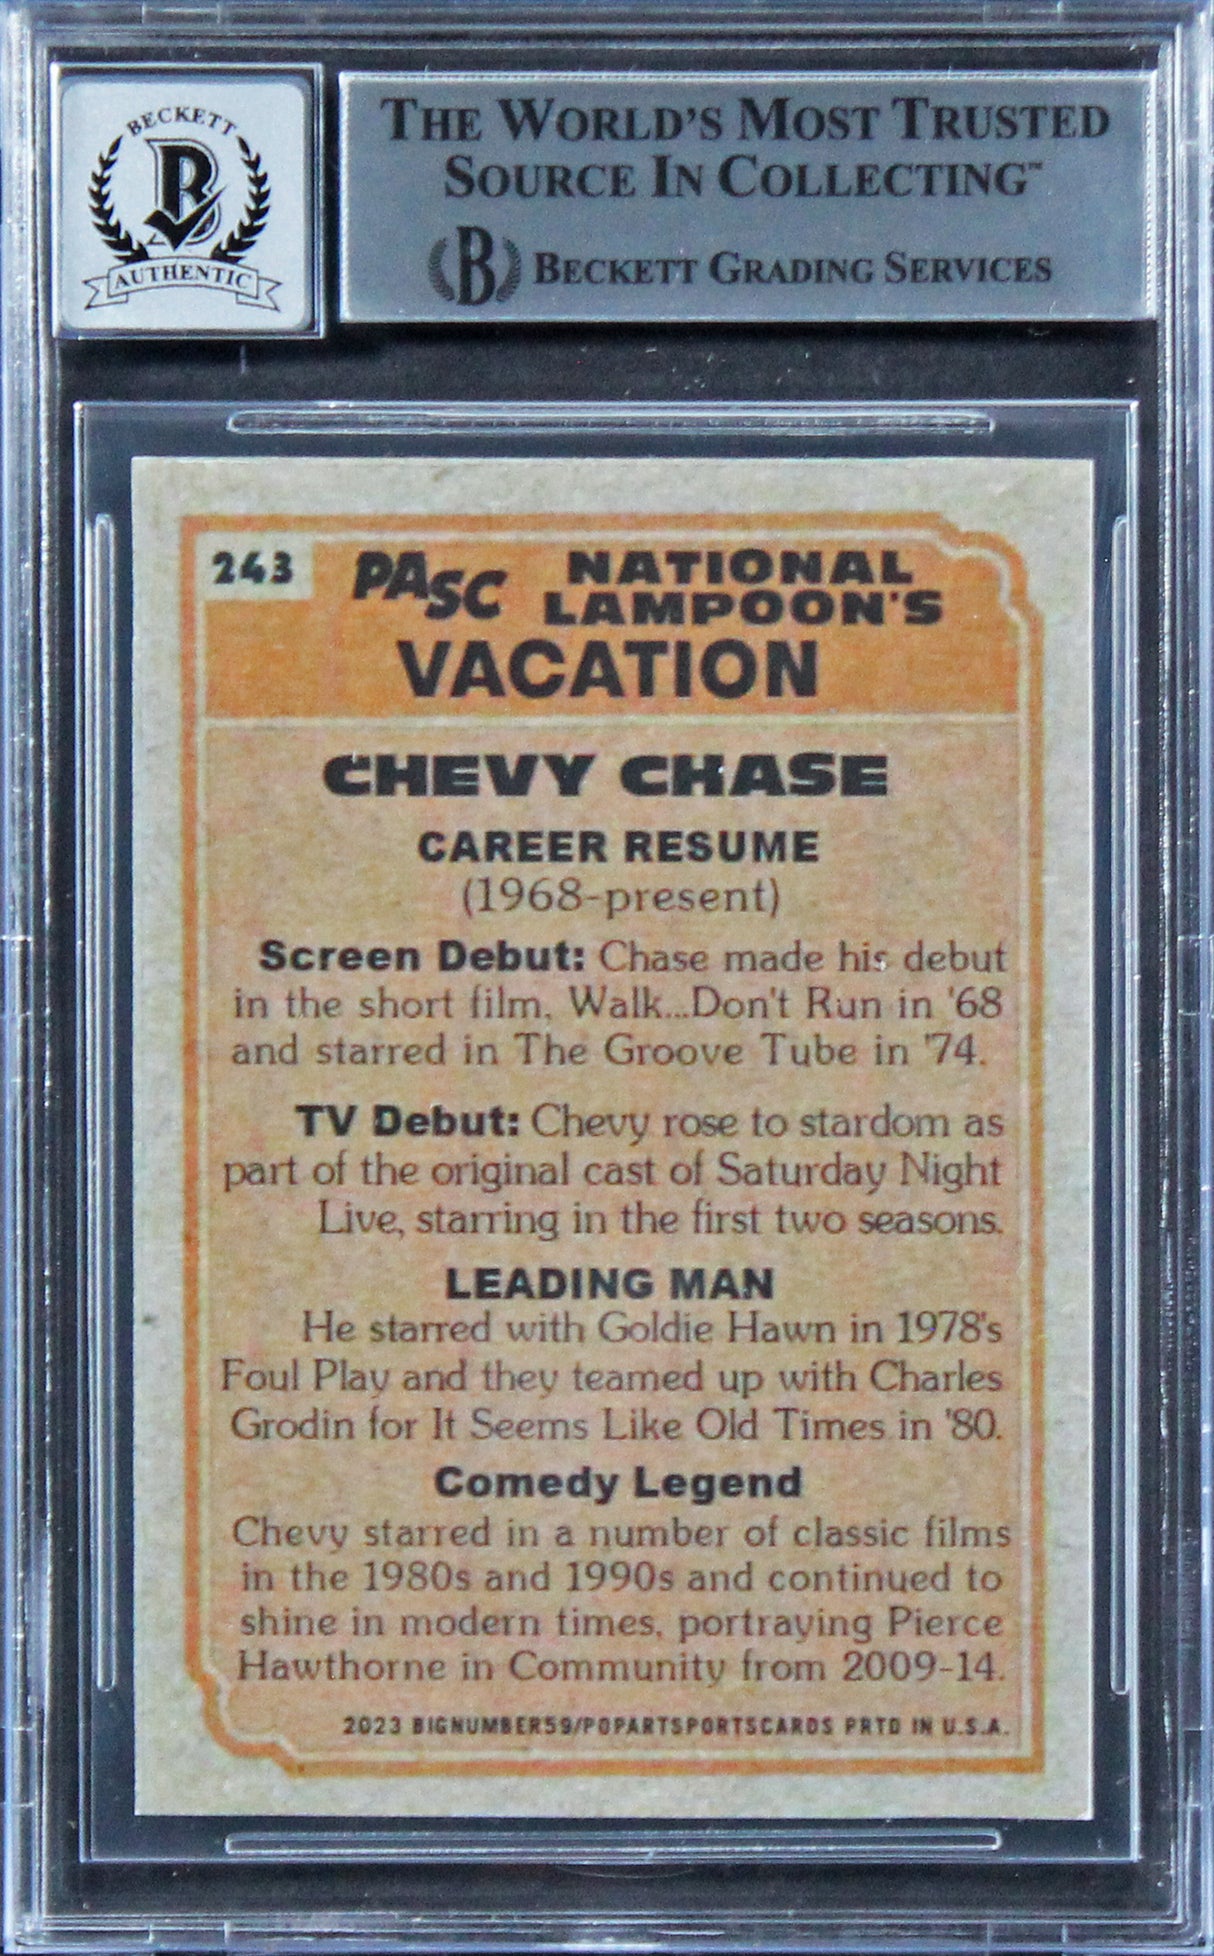 BECKETT
B
AUTHENTIC
THE WORLD'S MOST TRUSTED
SOURCE IN COLLECTING™
B BECKETT GRADING SERVICES
243
PASC
NATIONAL
LAMPOON'S
VACATION
CHEVY CHASE
CAREER RESUME
(1968-present)
Screen Debut: Chase made his debut
in the short film, Walk...Don't Run in '68
and starred in The Groove Tube in '74.
TV Debut: Chevy rose to stardom as
part of the original cast of Saturday Night
Live, starring in the first two seasons.
LEADING MAN
He starred with Goldie Hawn in 1978's
Foul Play and they teamed up with Charles
Grodin for It Seems Like Old Times in '80.
Comedy Legend
Chevy starred in a number of classic films
in the 1980s and 1990s and continued to
shine in modern times, portraying Pierce
Hawthorne in Community from 2009-14.
2023 BIGNUMBER59/POPARTSPORTSCARDS PRTD IN U.S.A.